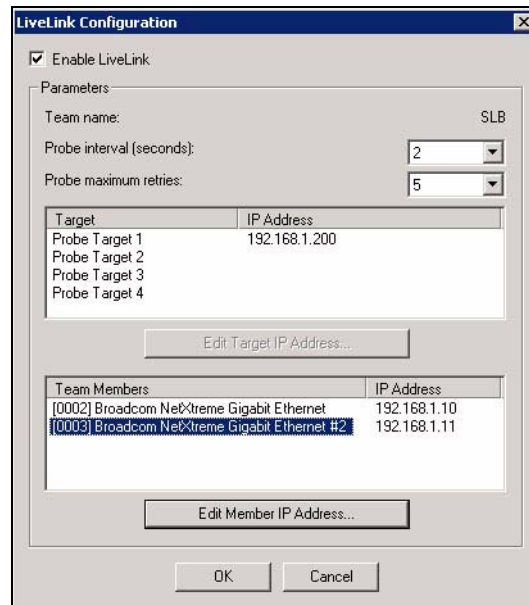 LiveLink Configuration
Enable LiveLink
Parameters
Team name: SLB
Probe interval (seconds): 2
Probe maximum retries: 5
Target IP Address
Probe Target 1 192.168.1.200
Probe Target 2
Probe Target 3
Probe Target 4
Edit Target IP Address...
Team Members IP Address
[0002] Broadcom NetXtreme Gigabit Ethernet 192.168.1.10
[0003] Broadcom NetXtreme Gigabit Ethernet #2 192.168.1.11
Edit Member IP Address...
OK Cancel